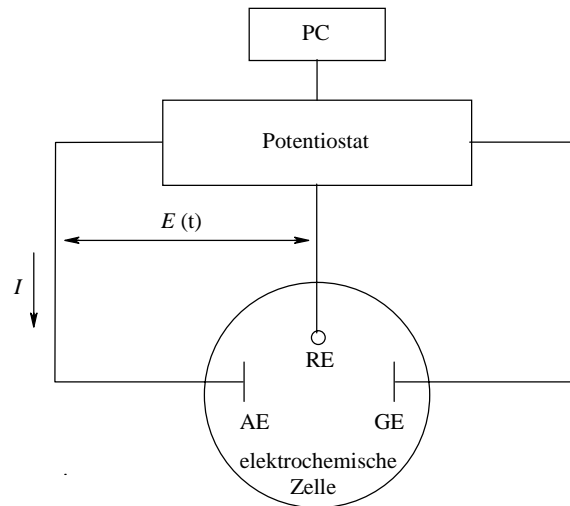 PC
Potentiostat
E (t)
I
RE
AE
GE
elektrochemische
Zelle